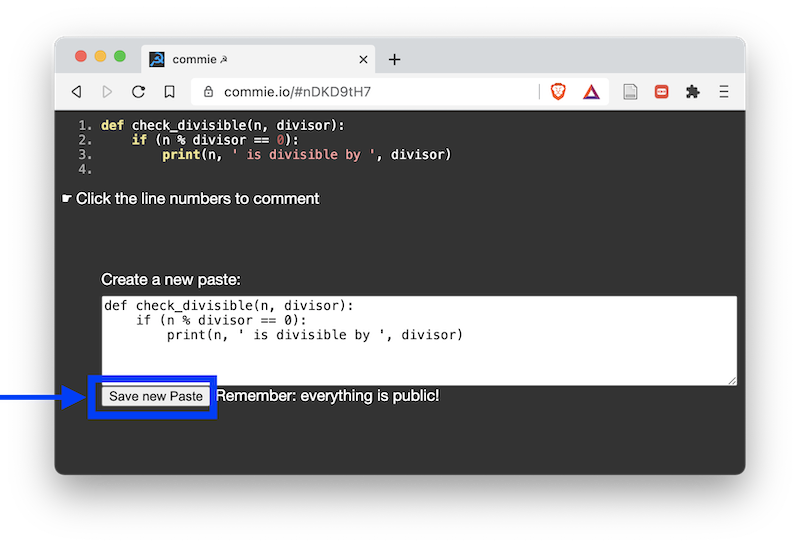 commie ☭
commie.io/#nDKD9tH7
1. def check_divisible(n, divisor):
2.     if (n % divisor == 0):
3.         print(n, ' is divisible by ', divisor)
4.
☛ Click the line numbers to comment
Create a new paste:
def check_divisible(n, divisor):
    if (n % divisor == 0):
        print(n, ' is divisible by ', divisor)
Save new Paste Remember: everything is public!